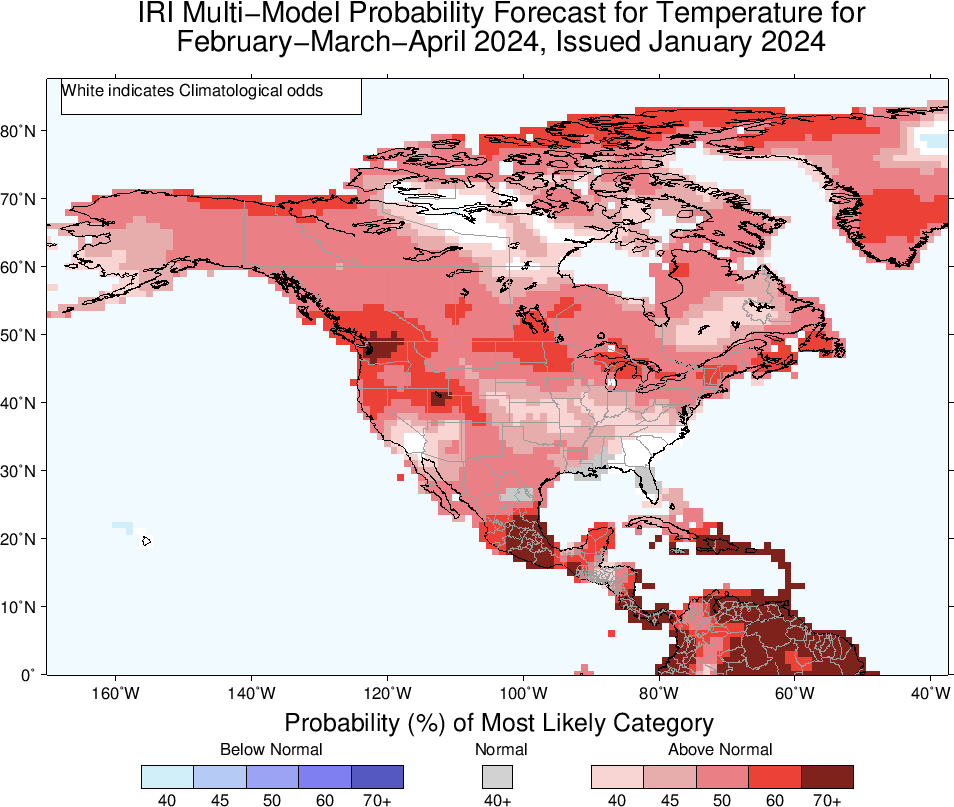 IRI Multi−Model Probability Forecast for Temperature for
February−March−April 2024, Issued January 2024
White indicates Climatological odds
80°N
70°N
60°N
50°N
40°N
30°N
20°N
10°N
0°
160°W 140°W 120°W 100°W 80°W 60°W 40°W
Probability (%) of Most Likely Category
Below Normal Normal Above Normal
40 45 50 60 70+ 40+ 40 45 50 60 70+